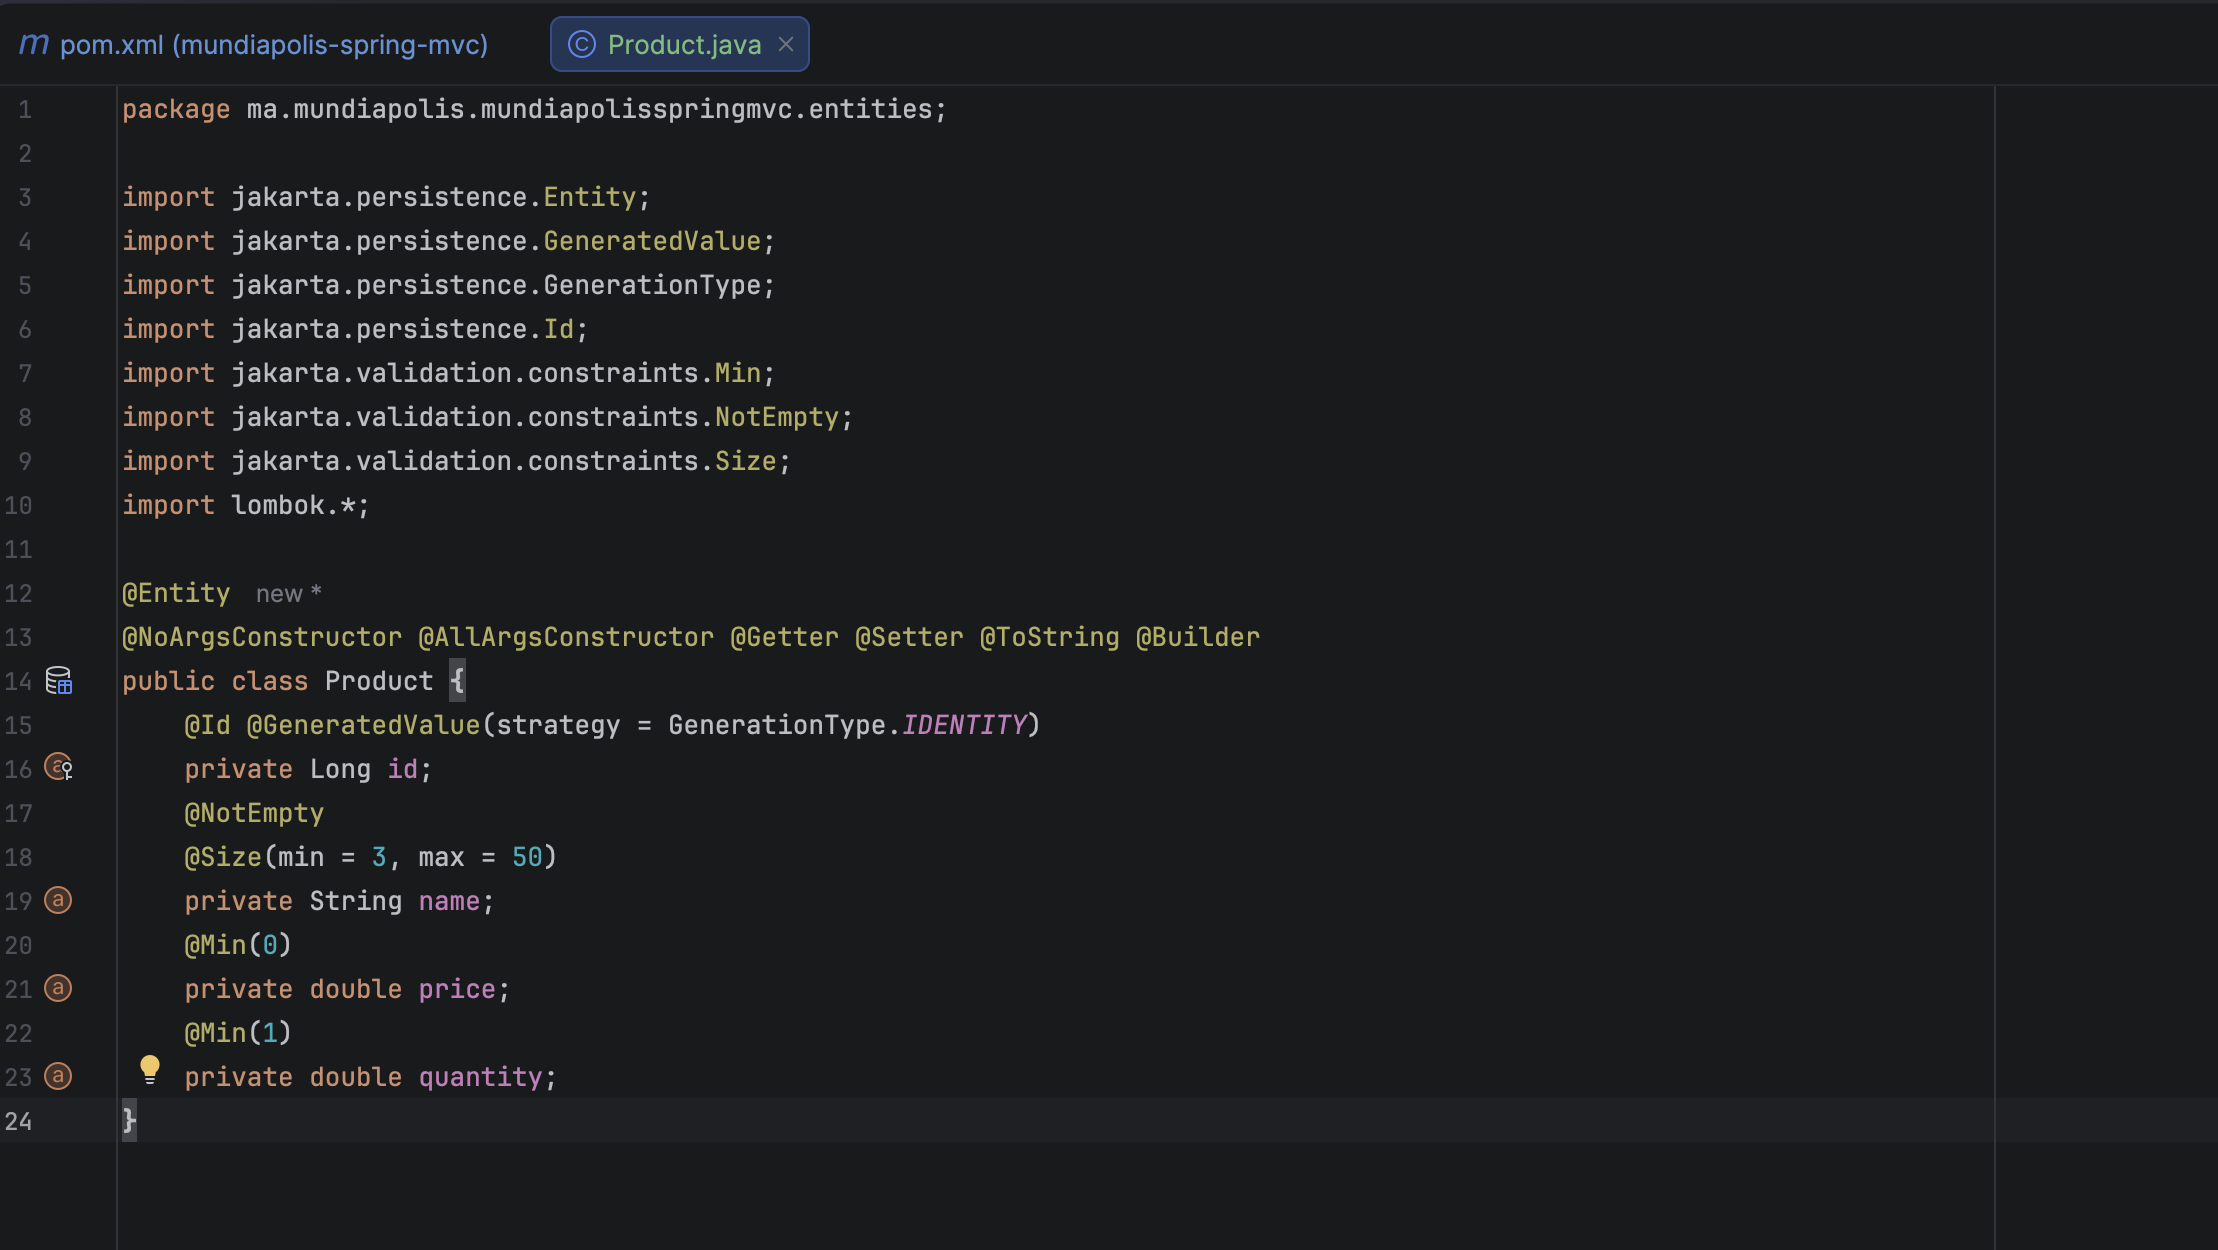 m pom.xml (mundiapolis-spring-mvc) © Product.java ×
1 package ma.mundiapolis.mundiapolisspringmvc.entities;
2
3 import jakarta.persistence.Entity;
4 import jakarta.persistence.GeneratedValue;
5 import jakarta.persistence.GenerationType;
6 import jakarta.persistence.Id;
7 import jakarta.validation.constraints.Min;
8 import jakarta.validation.constraints.NotEmpty;
9 import jakarta.validation.constraints.Size;
10 import lombok.*;
11
12 @Entity new *
13 @NoArgsConstructor @AllArgsConstructor @Getter @Setter @ToString @Builder
14 public class Product {
15     @Id @GeneratedValue(strategy = GenerationType.IDENTITY)
16 a     private Long id;
17     @NotEmpty
18     @Size(min = 3, max = 50)
19 a     private String name;
20     @Min(0)
21 a     private double price;
22     @Min(1)
23 a     private double quantity;
24 }